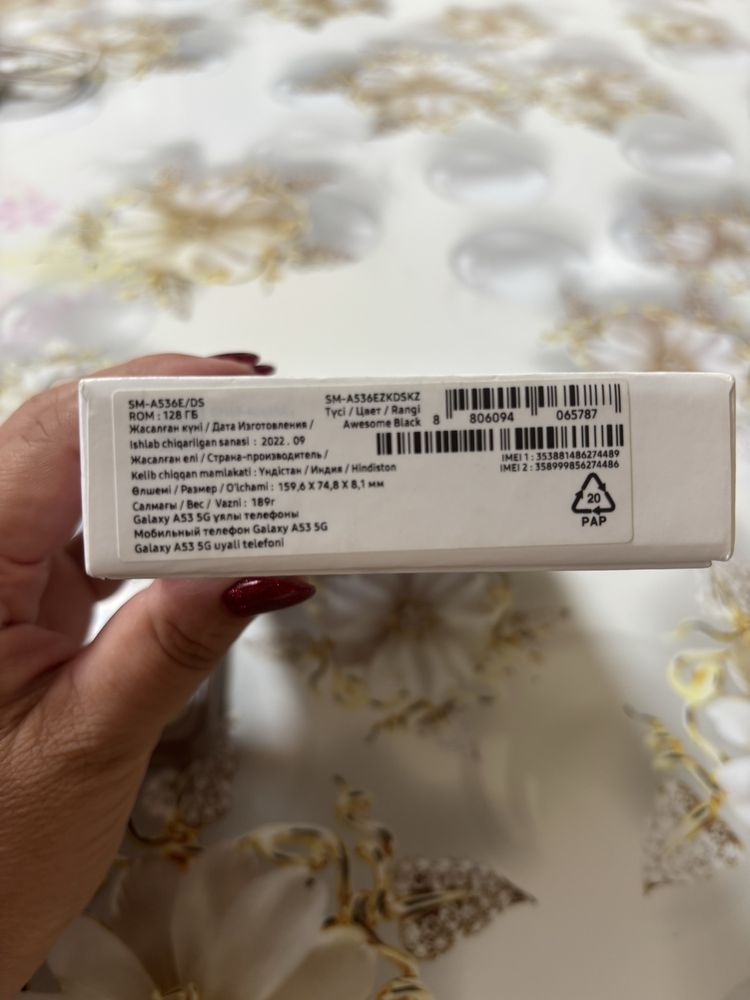 SM-A536E/DS
ROM : 128 ГБ
Жасалған күні / Дата Изготовления /
Ishlab chiqarilgan sanasi : 2022 . 09
Жасалған елі / Страна-производитель /
Kelib chiqqan mamlakati : Үндістан / Индия / Hindiston
Өлшемі / Размер / O'lchami : 159,6 X 74,8 X 8,1 мм
Салмағы / Вес / Vazni : 189г
Galaxy A53 5G ұялы телефоны
Мобильный телефон Galaxy A53 5G
Galaxy A53 5G uyali telefoni
SM-A536EZKDSKZ
Түсі / Цвет / Rangi
Awesome Black
8 806094 065787
IMEI 1 : 353881486274489
IMEI 2 : 358999856274486
20
PAP